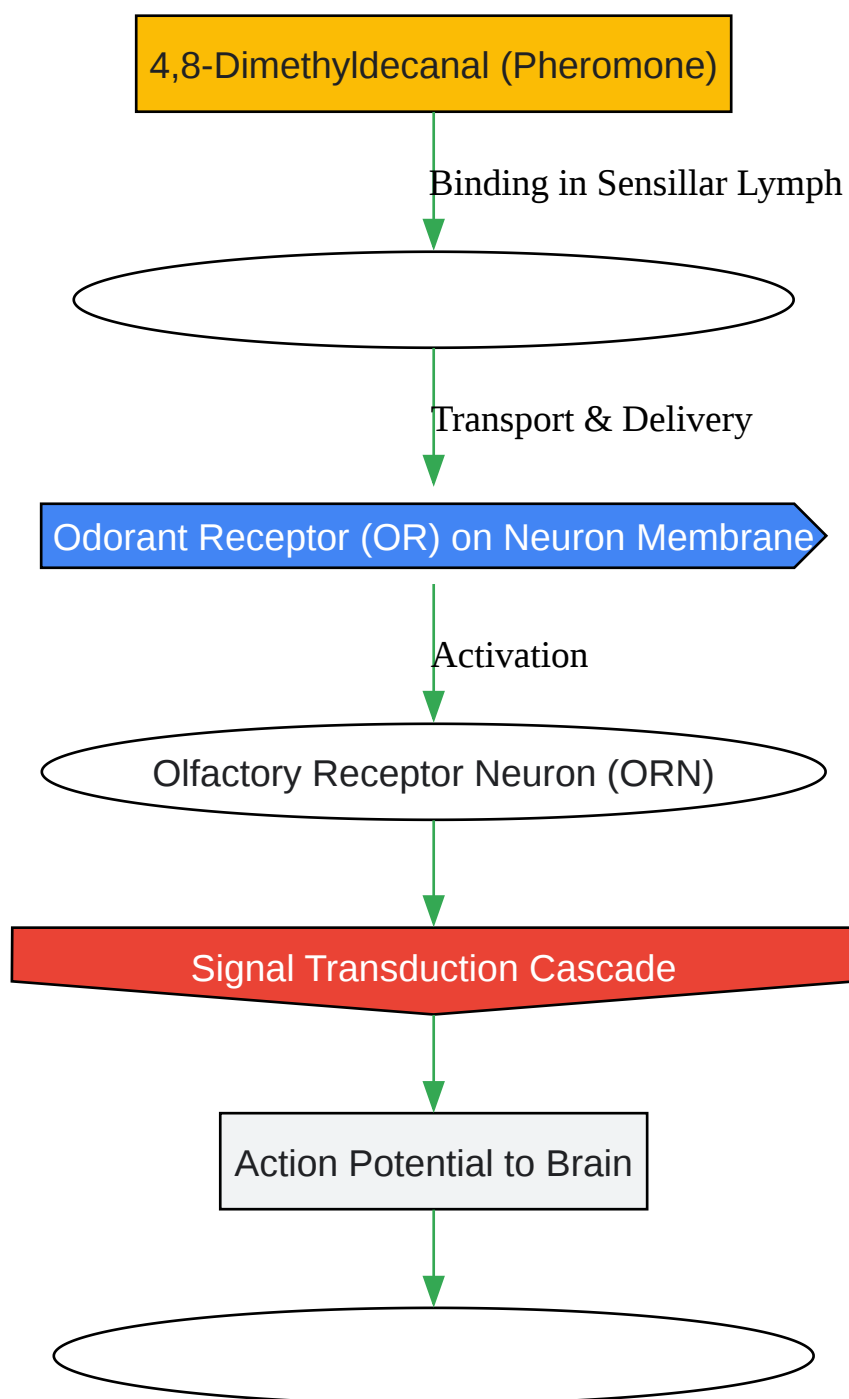 4,8-Dimethyldecanal (Pheromone)
Binding in Sensillar Lymph
Transport & Delivery
Odorant Receptor (OR) on Neuron Membrane
Activation
Olfactory Receptor Neuron (ORN)
Signal Transduction Cascade
Action Potential to Brain